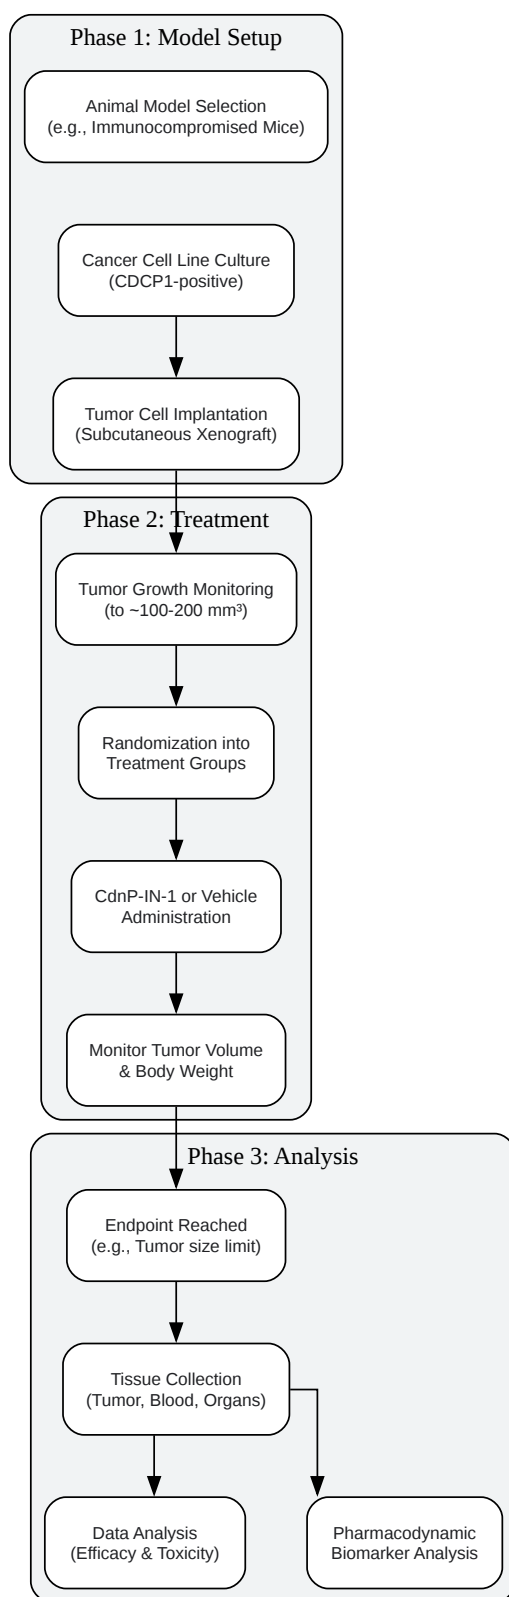 Phase 1: Model Setup
Animal Model Selection
(e.g., Immunocompromised Mice)
Cancer Cell Line Culture
(CDCP1-positive)
Tumor Cell Implantation
(Subcutaneous Xenograft)
Phase 2: Treatment
Tumor Growth Monitoring
(to ~100-200 mm³)
Randomization into
Treatment Groups
CdnP-IN-1 or Vehicle
Administration
Monitor Tumor Volume
& Body Weight
Phase 3: Analysis
Endpoint Reached
(e.g., Tumor size limit)
Tissue Collection
(Tumor, Blood, Organs)
Data Analysis
(Efficacy & Toxicity)
Pharmacodynamic
Biomarker Analysis